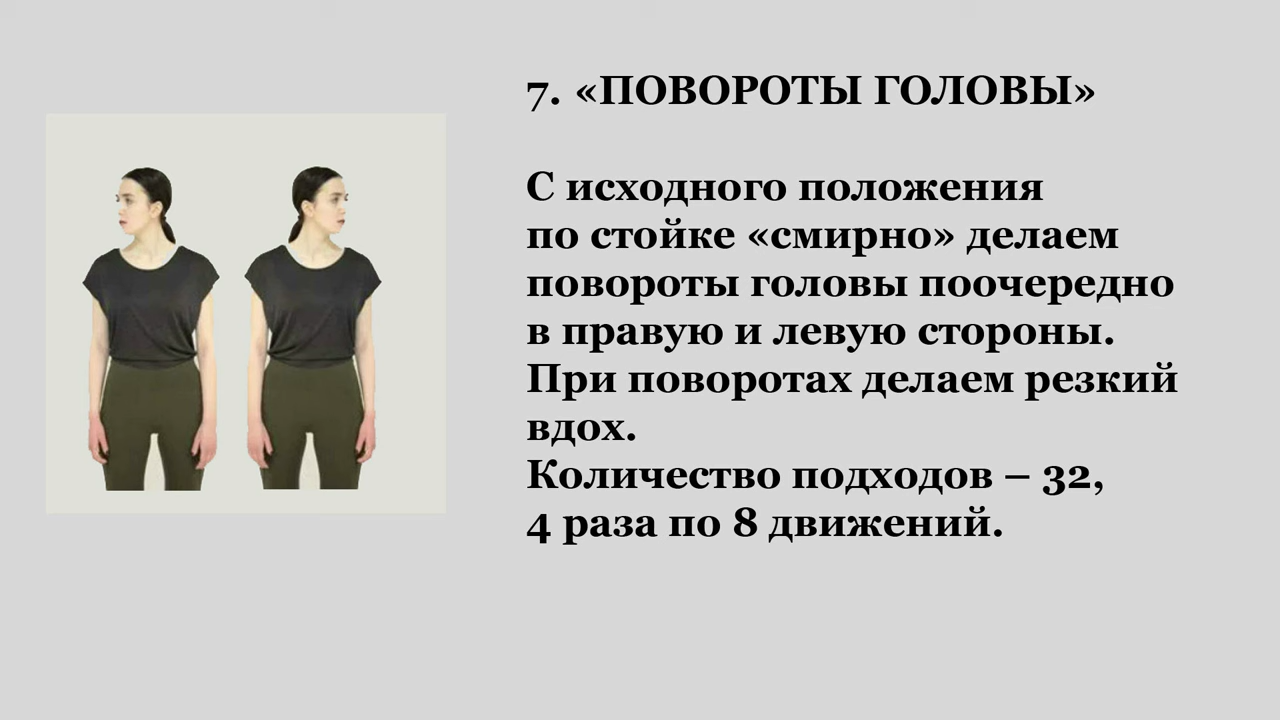 7. «ПОВОРОТЫ ГОЛОВЫ»
С исходного положения
по стойке «смирно» делаем
повороты головы поочередно
в правую и левую стороны.
При поворотах делаем резкий
вдох.
Количество подходов – 32,
4 раза по 8 движений.